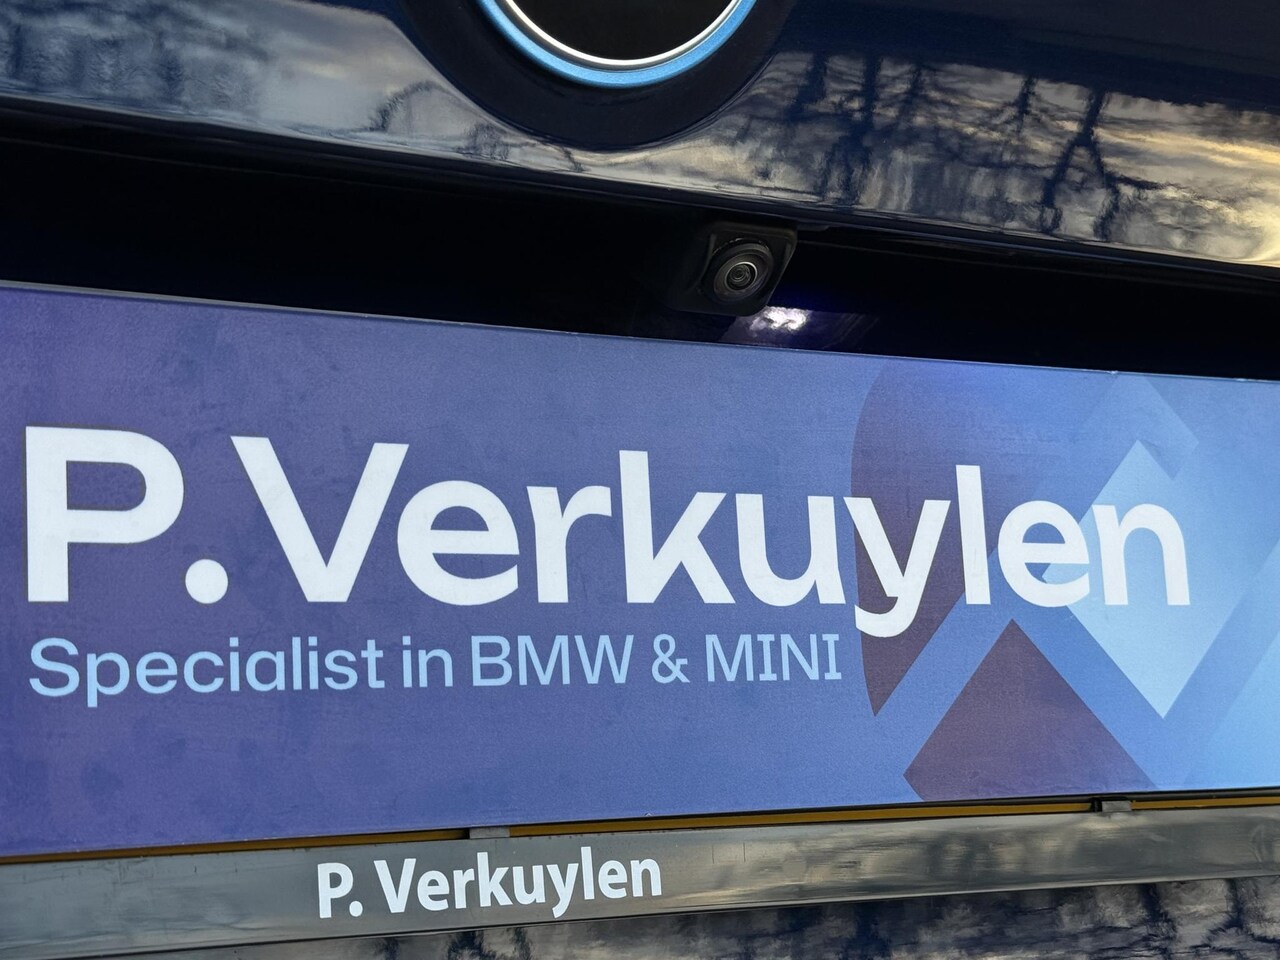 P.Verkuylen
Specialist in BMW & MINI
P. Verkuylen